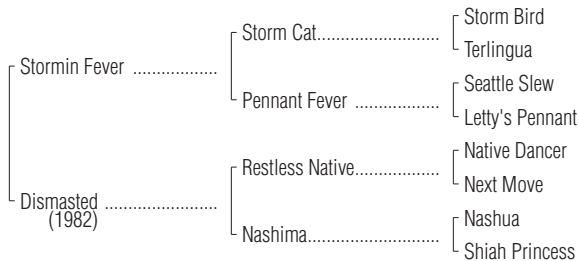 Storm Bird
Storm Cat........................
Terlingua
Stormin Fever .................
Seattle Slew
Pennant Fever .................
Letty's Pennant
Native Dancer
Restless Native.................
Next Move
Dismasted .......................
(1982)
Nashua
Nashima..........................
Shiah Princess